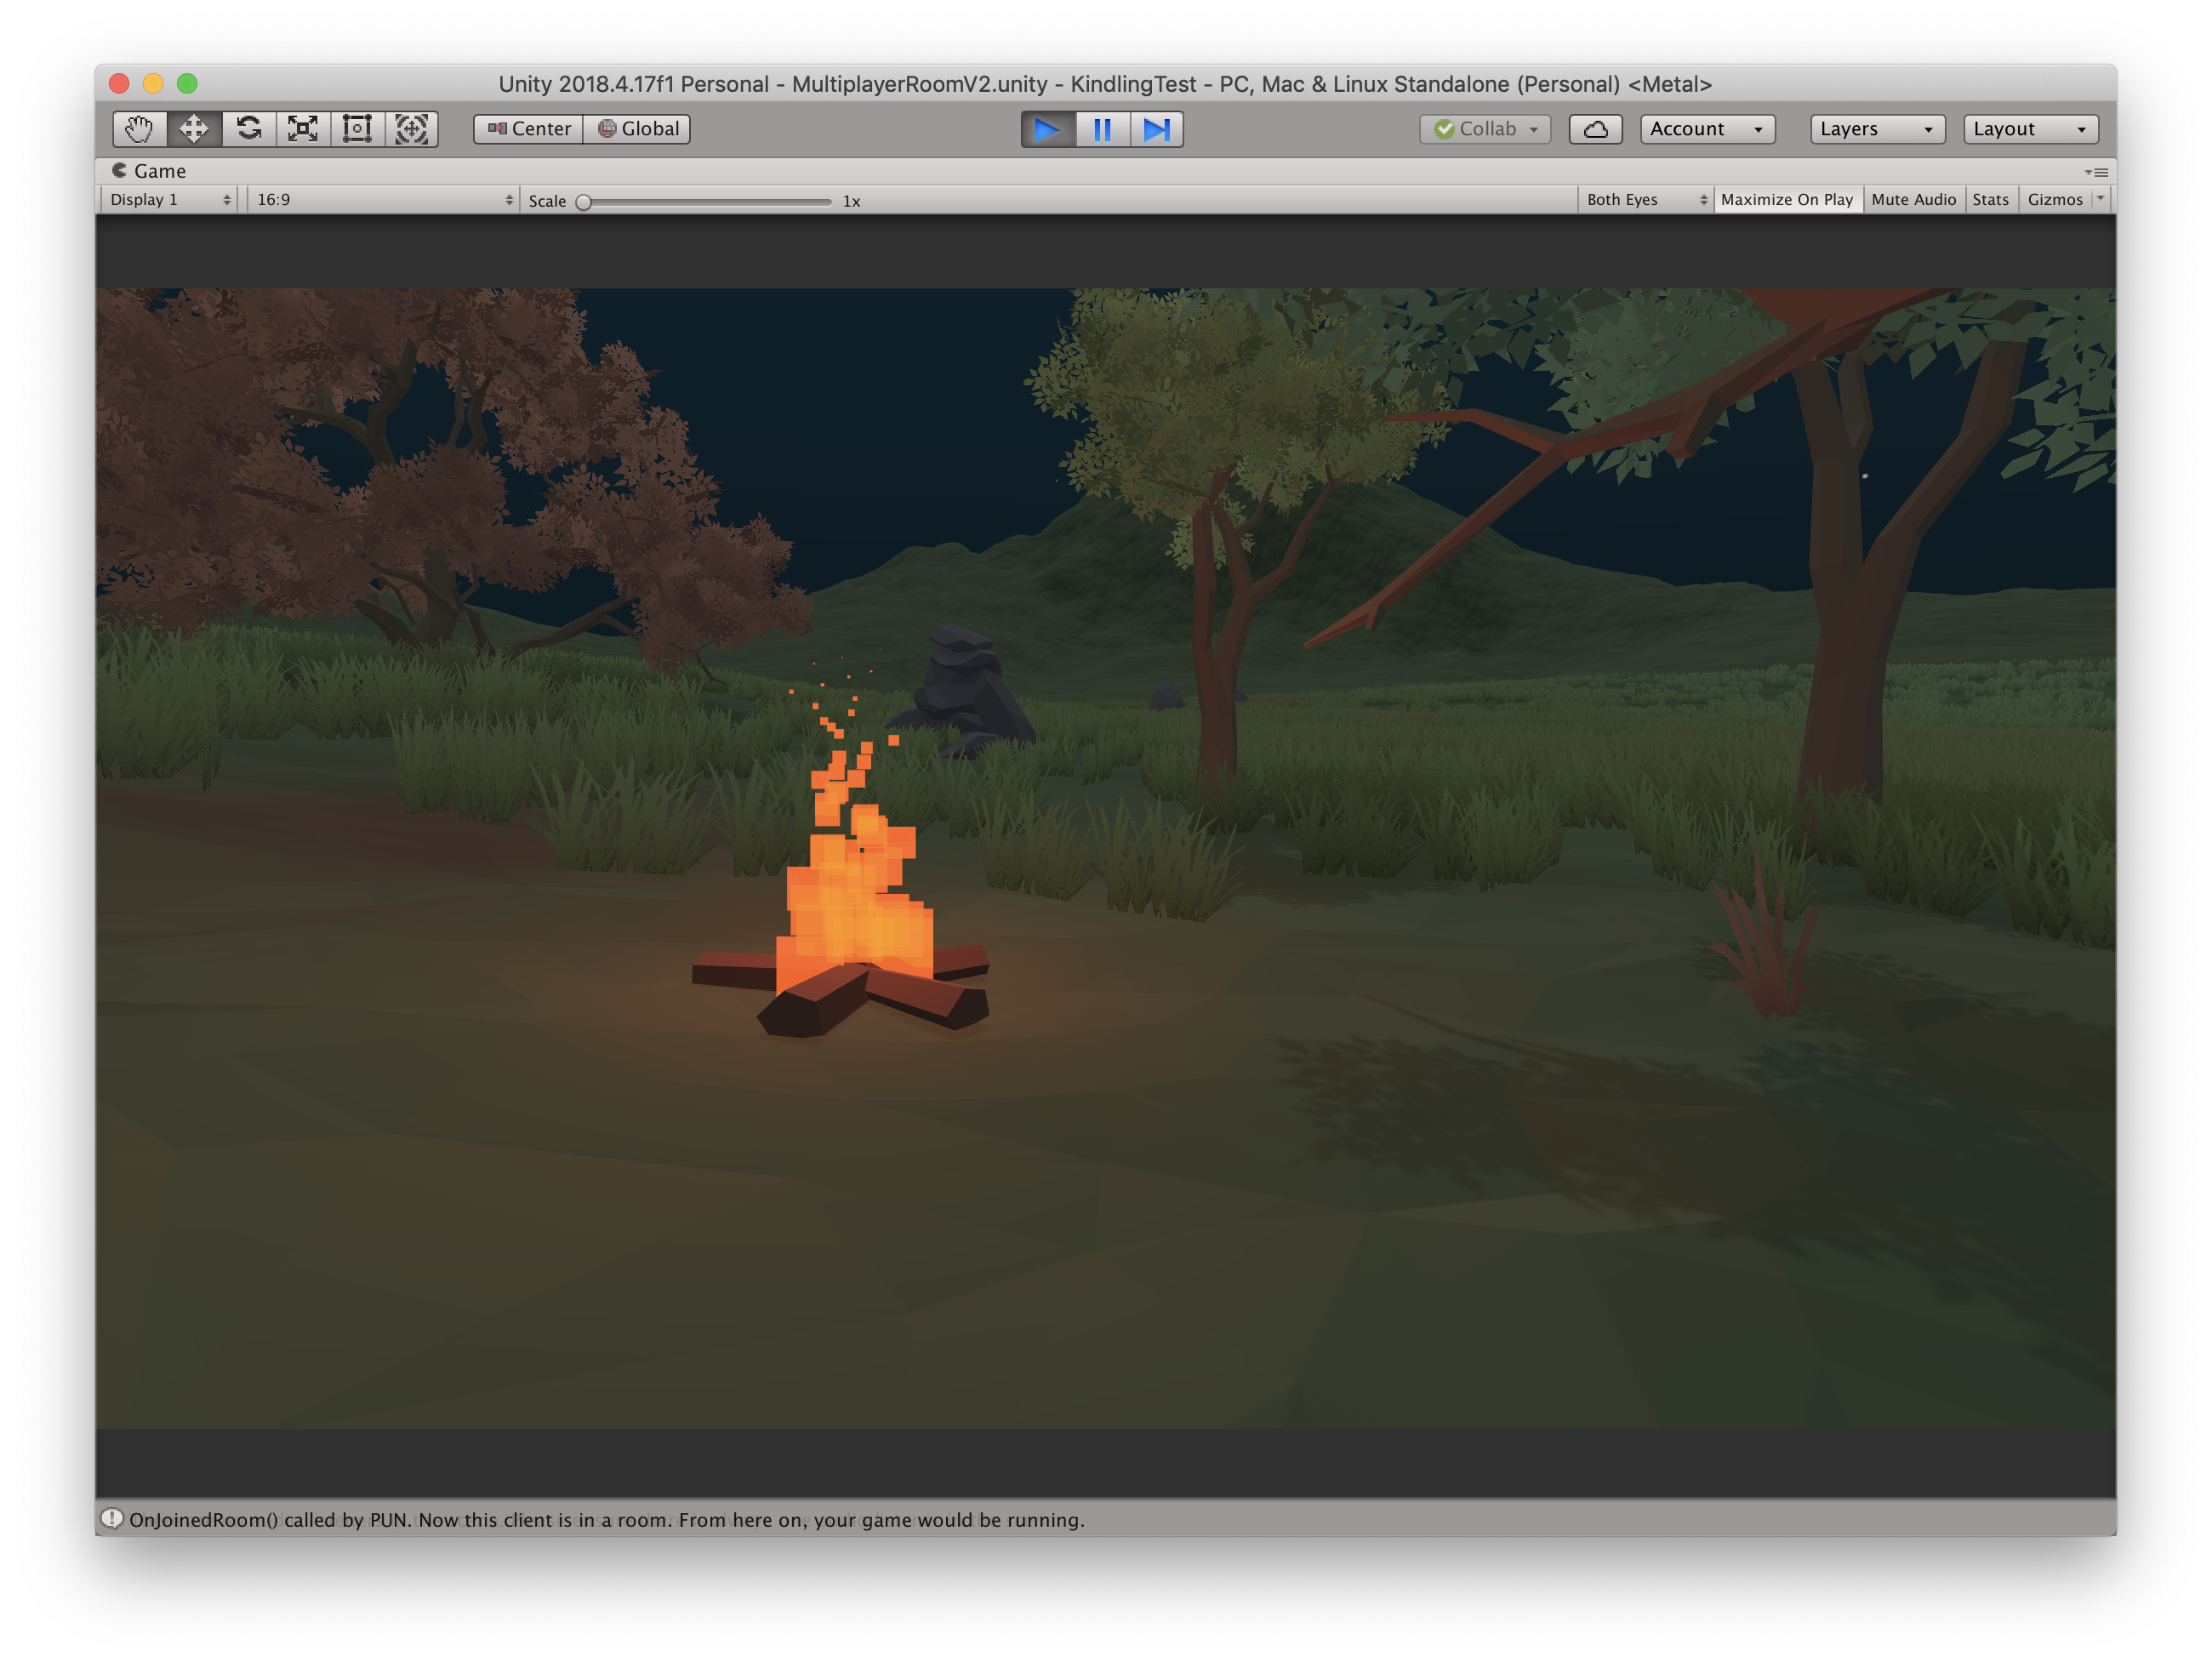 Unity 2018.4.17f1 Personal - MultiplayerRoomV2.unity - KindlingTest - PC, Mac & Linux Standalone (Personal) <Metal>
Center Global Collab Account Layers Layout
Game
Display 1 16:9 Scale 1x Both Eyes Maximize On Play Mute Audio Stats Gizmos
OnJoinedRoom() called by PUN. Now this client is in a room. From here on, your game would be running.